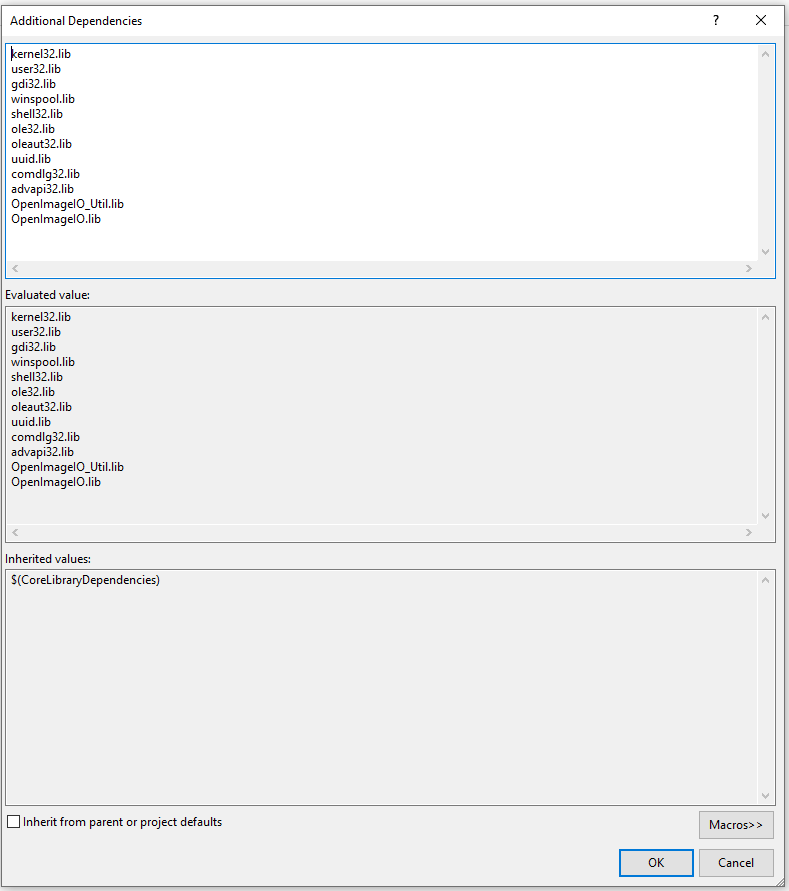 Additional Dependencies
?
kernel32.lib
user32.lib
gdi32.lib
winspool.lib
shell32.lib
ole32.lib
oleaut32.lib
uuid.lib
comdlg32.lib
advapi32.lib
OpenImageIO_Util.lib
OpenImageIO.lib
Evaluated value:
kernel32.lib
user32.lib
gdi32.lib
winspool.lib
shell32.lib
ole32.lib
oleaut32.lib
uuid.lib
comdlg32.lib
advapi32.lib
OpenImageIO_Util.lib
OpenImageIO.lib
Inherited values:
$(CoreLibraryDependencies)
Inherit from parent or project defaults
Macros>>
OK Cancel